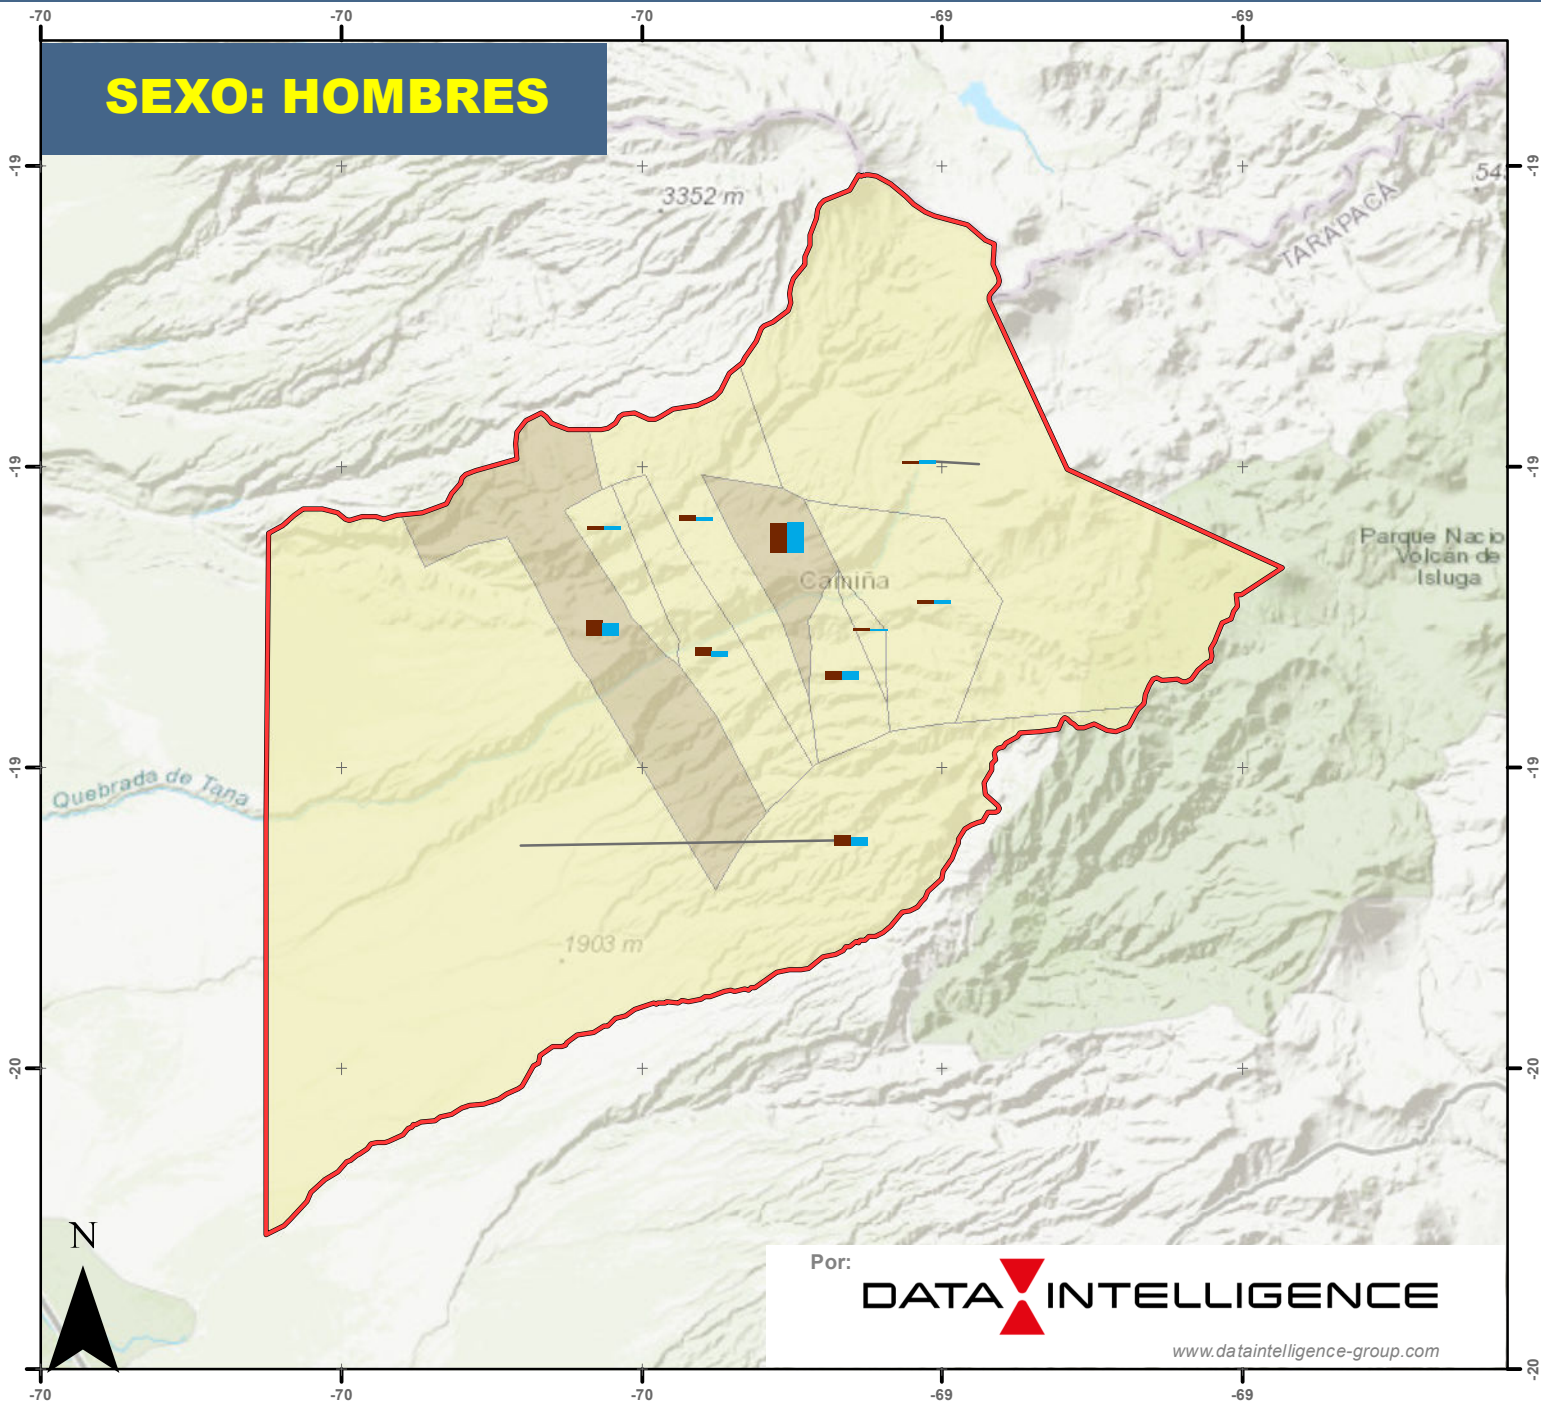 -70 -70 -70 -69 -69
SEXO: HOMBRES
-19 -19
3352 m
TARAPACÁ
-19 -19
Parque Nacio
Volcán de
Isluga
Camiña
-19 -19
Quebrada de Tana
1903 m
-20 -20
N
Por:
DATA INTELLIGENCE
www.dataintelligence-group.com
-20
-70 -70 -70 -69 -69